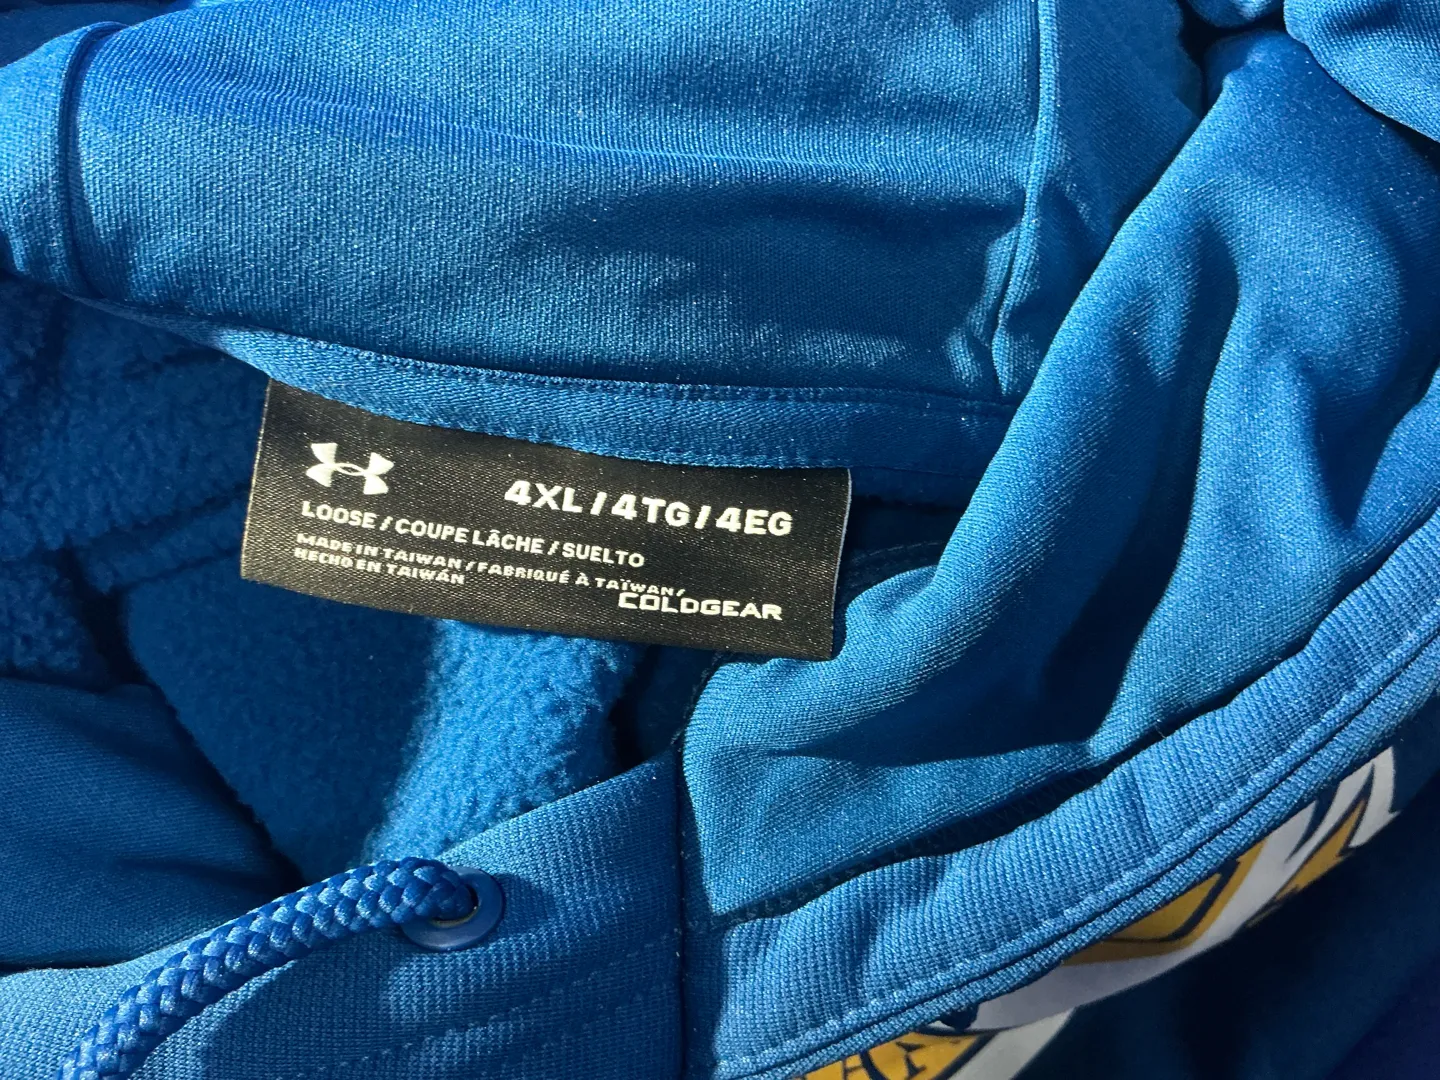 4XL / 4TG / 4EG
LOOSE / COUPE LÂCHE / SUELTO
MADE IN TAIWAN / FABRIQUÉ À TAÏWAN /
HECHO EN TAIWÁN
COLDGEAR